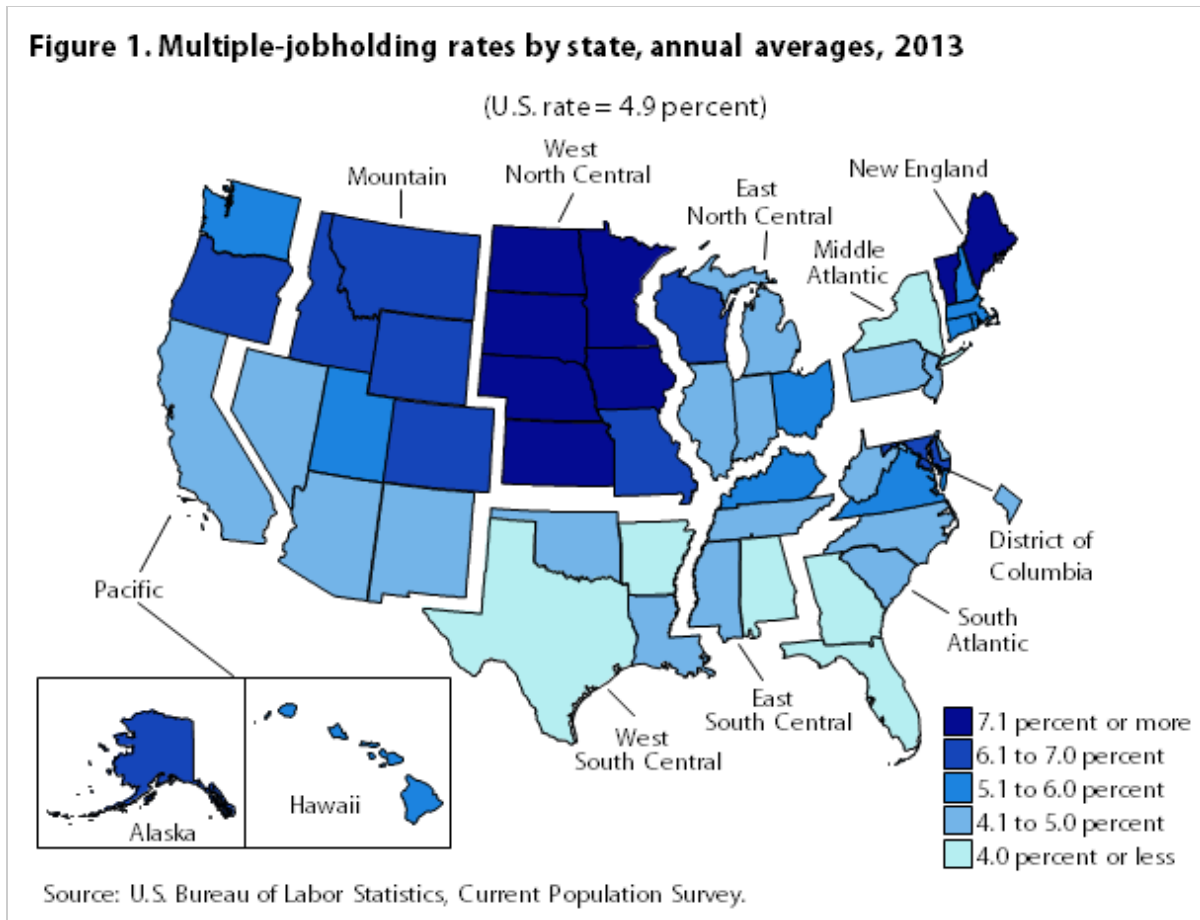 Figure 1. Multiple-jobholding rates by state, annual averages, 2013
(U.S. rate = 4.9 percent)
West
North Central
Mountain
New England
East
North Central
Middle
Atlantic
District of
Columbia
Pacific
South
Atlantic
East
South Central
West
South Central
Alaska
Hawaii
7.1 percent or more
6.1 to 7.0 percent
5.1 to 6.0 percent
4.1 to 5.0 percent
4.0 percent or less
Source: U.S. Bureau of Labor Statistics, Current Population Survey.